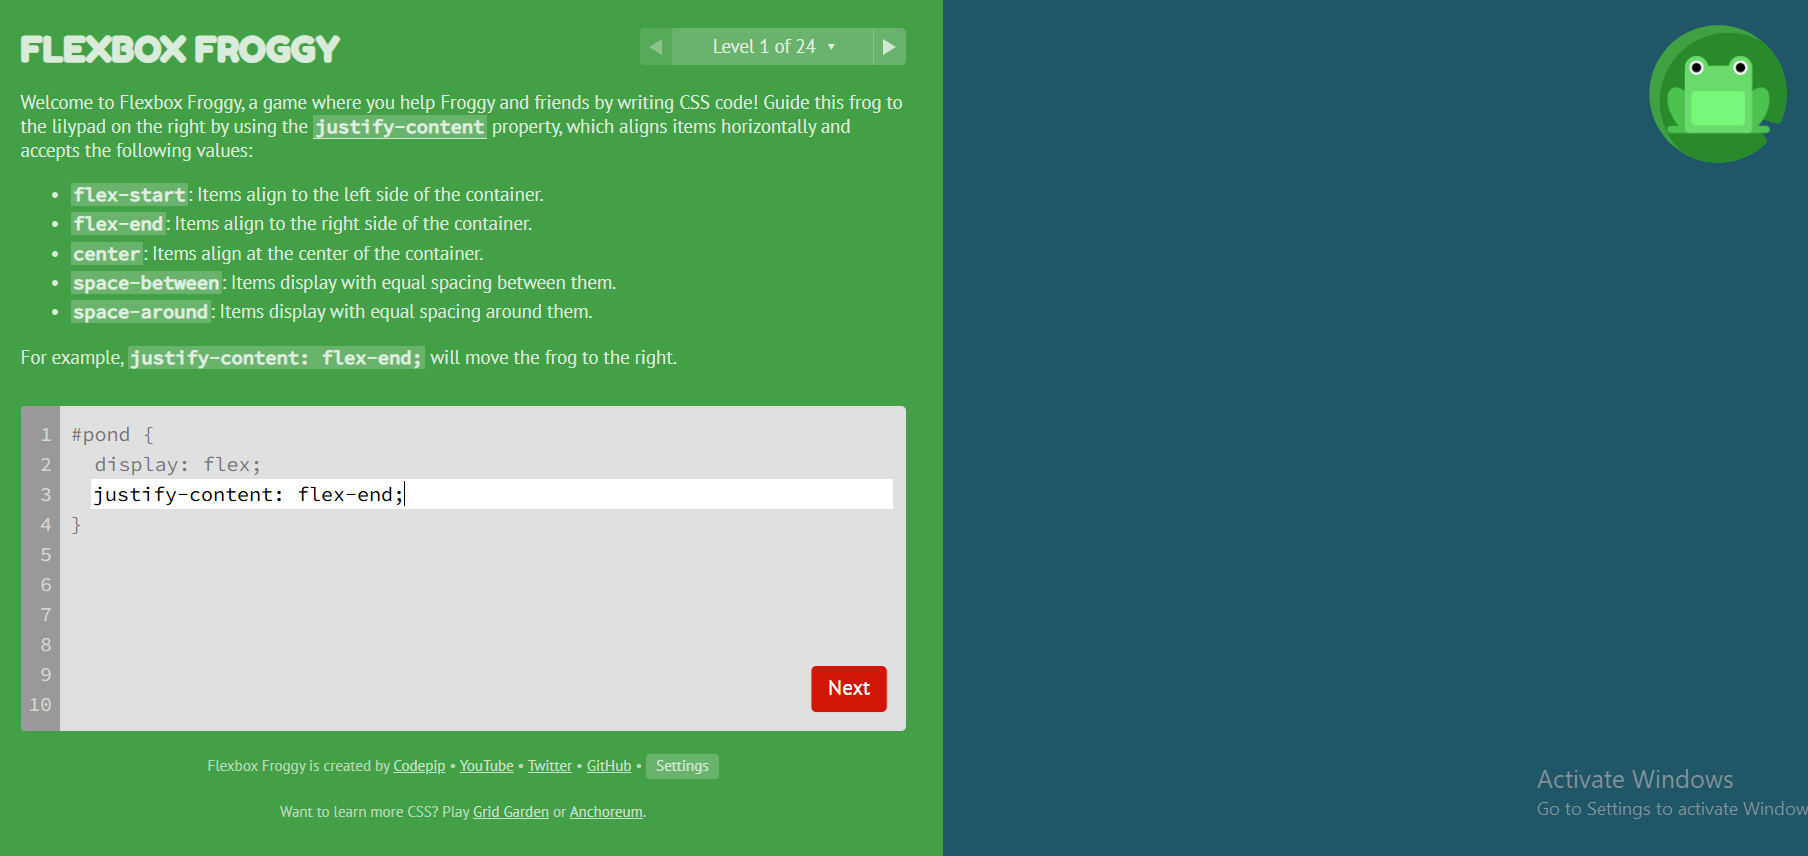 FLEXBOX FROGGY
Level 1 of 24
Welcome to Flexbox Froggy, a game where you help Froggy and friends by writing CSS code! Guide this frog to
the lilypad on the right by using the justify-content property, which aligns items horizontally and
accepts the following values:
flex-start: Items align to the left side of the container.
flex-end: Items align to the right side of the container.
center: Items align at the center of the container.
space-between: Items display with equal spacing between them.
space-around: Items display with equal spacing around them.
For example, justify-content: flex-end; will move the frog to the right.
1 #pond {
2 display: flex;
3 justify-content: flex-end;
4 }
5
6
7
8
9
10
Next
Flexbox Froggy is created by Codepip • YouTube • Twitter • GitHub • Settings
Want to learn more CSS? Play Grid Garden or Anchoreum.
Activate Windows
Go to Settings to activate Window